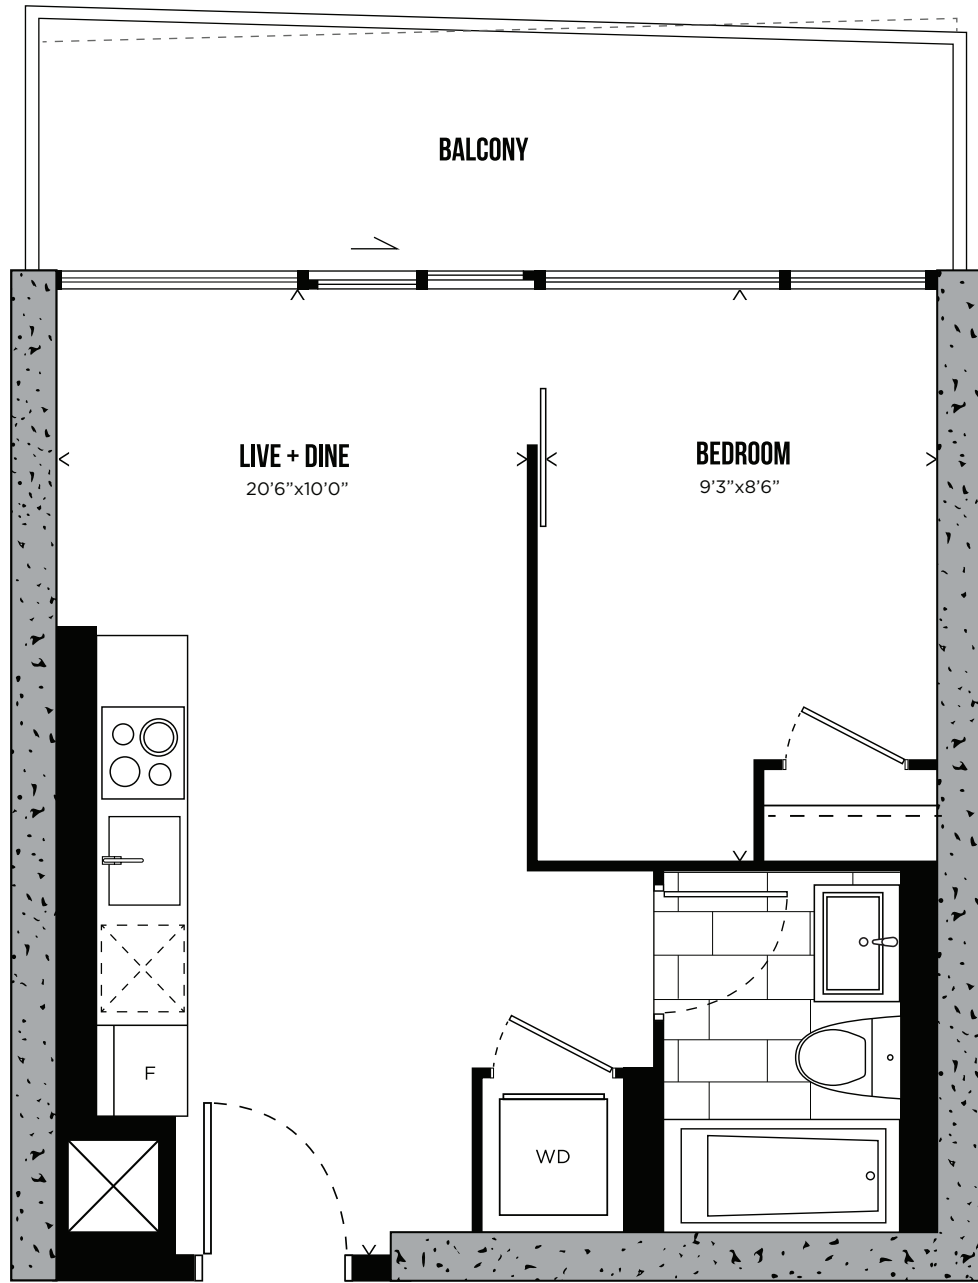 BALCONY
LIVE + DINE
20'6”x10'0”
BEDROOM
9'3”x8'6”
F
WD